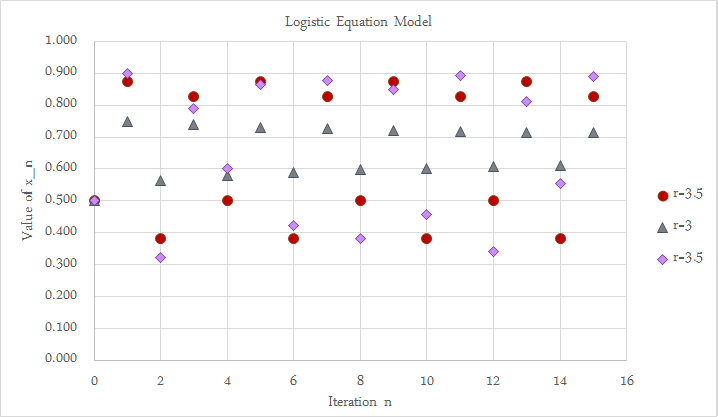 Logistic Equation Model
1.000
0.900
0.800
0.700
0.600
0.500
0.400
0.300
0.200
0.100
0.000
Value of x_n
0 2 4 6 8 10 12 14 16
Iteration n
r=3.5
r=3
r=3.5